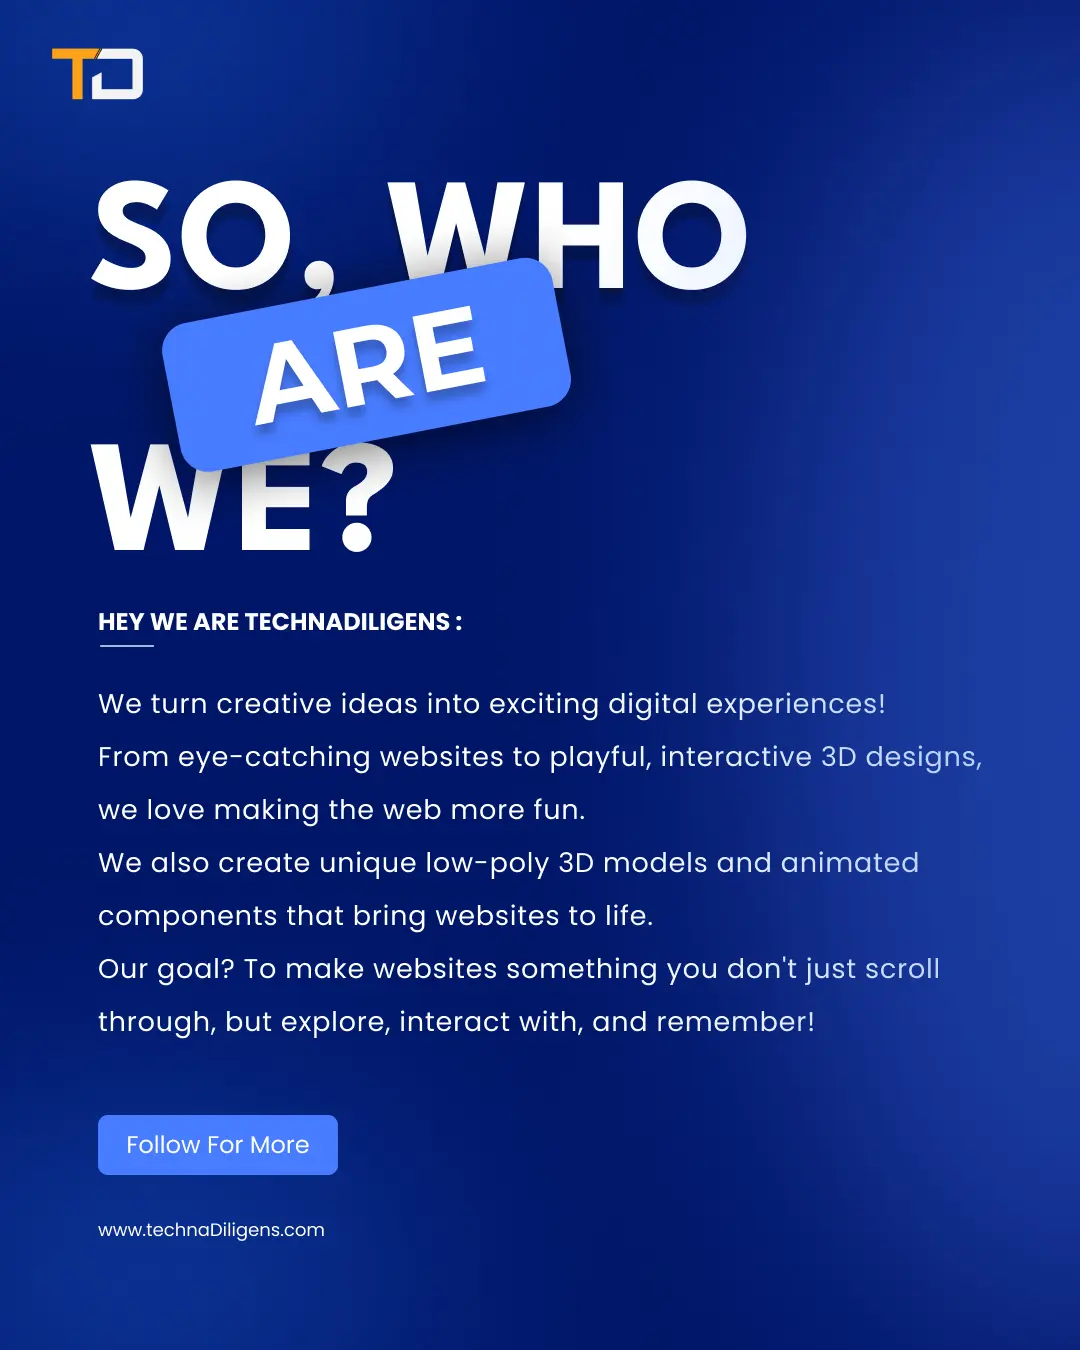 TD
SO, WHO
ARE
WE?
HEY WE ARE TECHNADILIGENS :
We turn creative ideas into exciting digital experiences!
From eye-catching websites to playful, interactive 3D designs,
we love making the web more fun.
We also create unique low-poly 3D models and animated
components that bring websites to life.
Our goal? To make websites something you don't just scroll
through, but explore, interact with, and remember!
Follow For More
www.technaDiligens.com